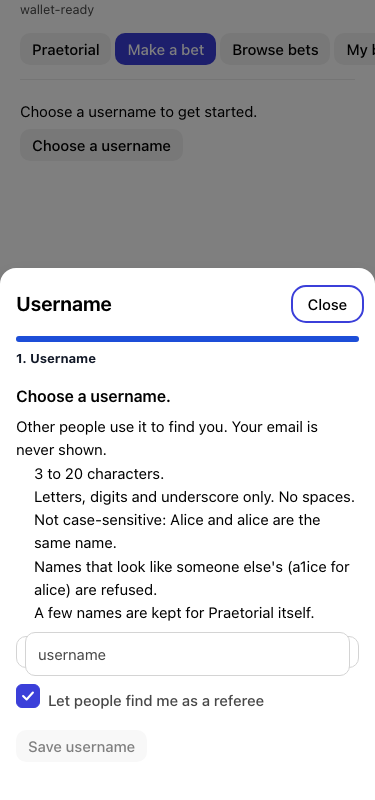 wallet-ready
Praetorial Make a bet Browse bets My b
Choose a username to get started.
Choose a username
Username Close
1. Username
Choose a username.
Other people use it to find you. Your email is
never shown.
3 to 20 characters.
Letters, digits and underscore only. No spaces.
Not case-sensitive: Alice and alice are the
same name.
Names that look like someone else's (a1ice for
alice) are refused.
A few names are kept for Praetorial itself.
username
Let people find me as a referee
Save username